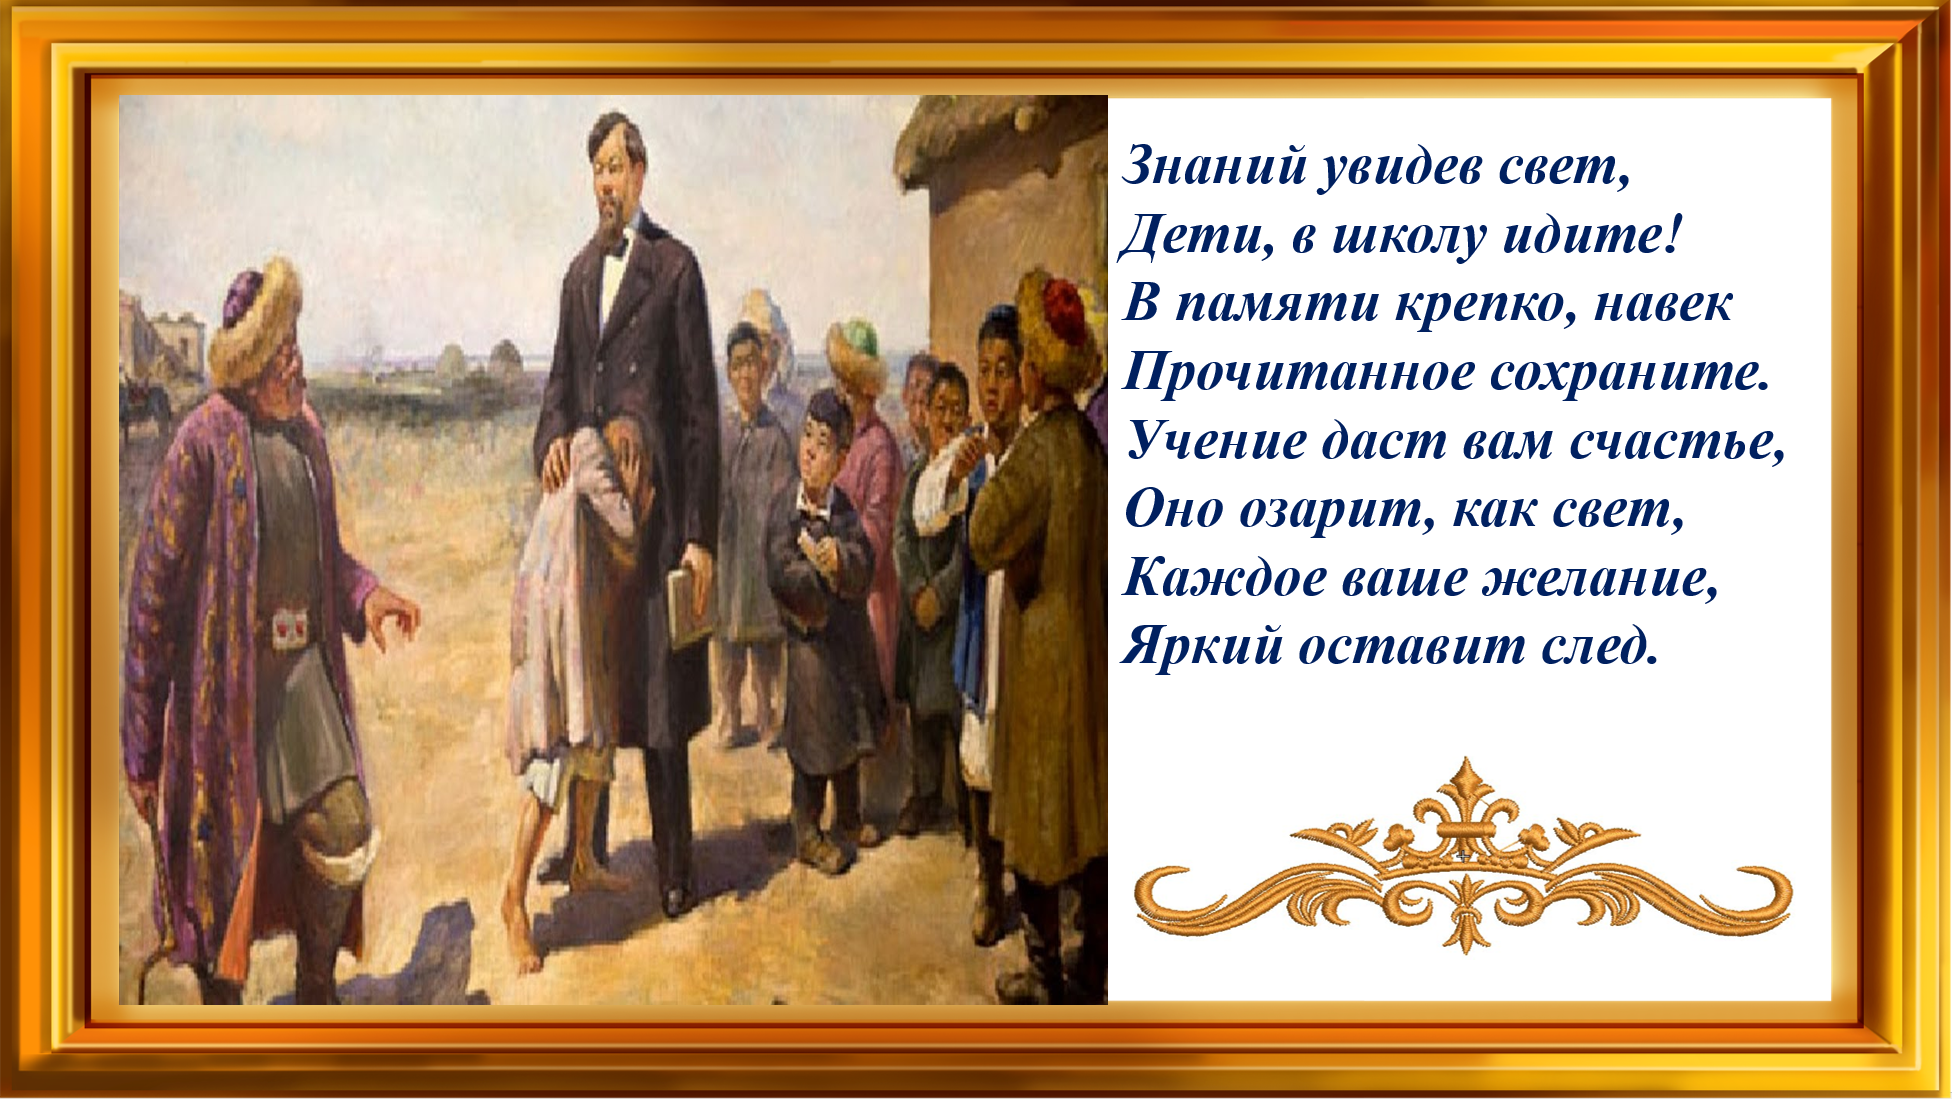 Знаний увидев свет,
Дети, в школу идите!
В памяти крепко, навек
Прочитанное сохраните.
Учение даст вам счастье,
Оно озарит, как свет,
Каждое ваше желание,
Яркий оставит след.